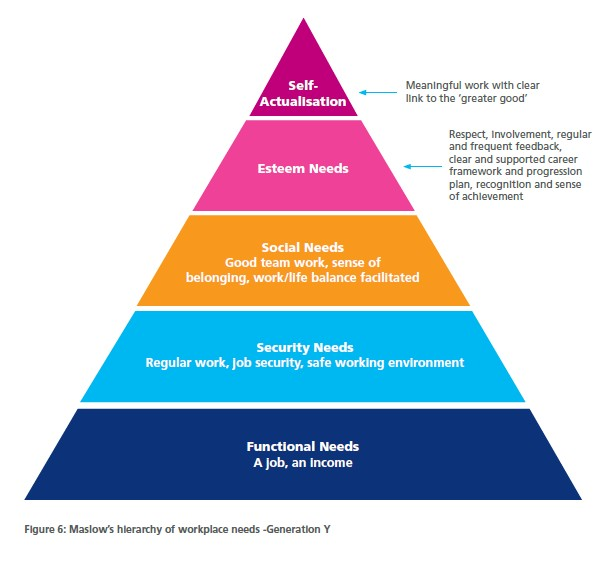 Self-
Actualisation
Meaningful work with clear
link to the ‘greater good’
Esteem Needs
Respect, involvement, regular
and frequent feedback,
clear and supported career
framework and progression
plan, recognition and sense
of achievement
Social Needs
Good team work, sense of
belonging, work/life balance facilitated
Security Needs
Regular work, job security, safe working environment
Functional Needs
A job, an income
Figure 6: Maslow’s hierarchy of workplace needs -Generation Y